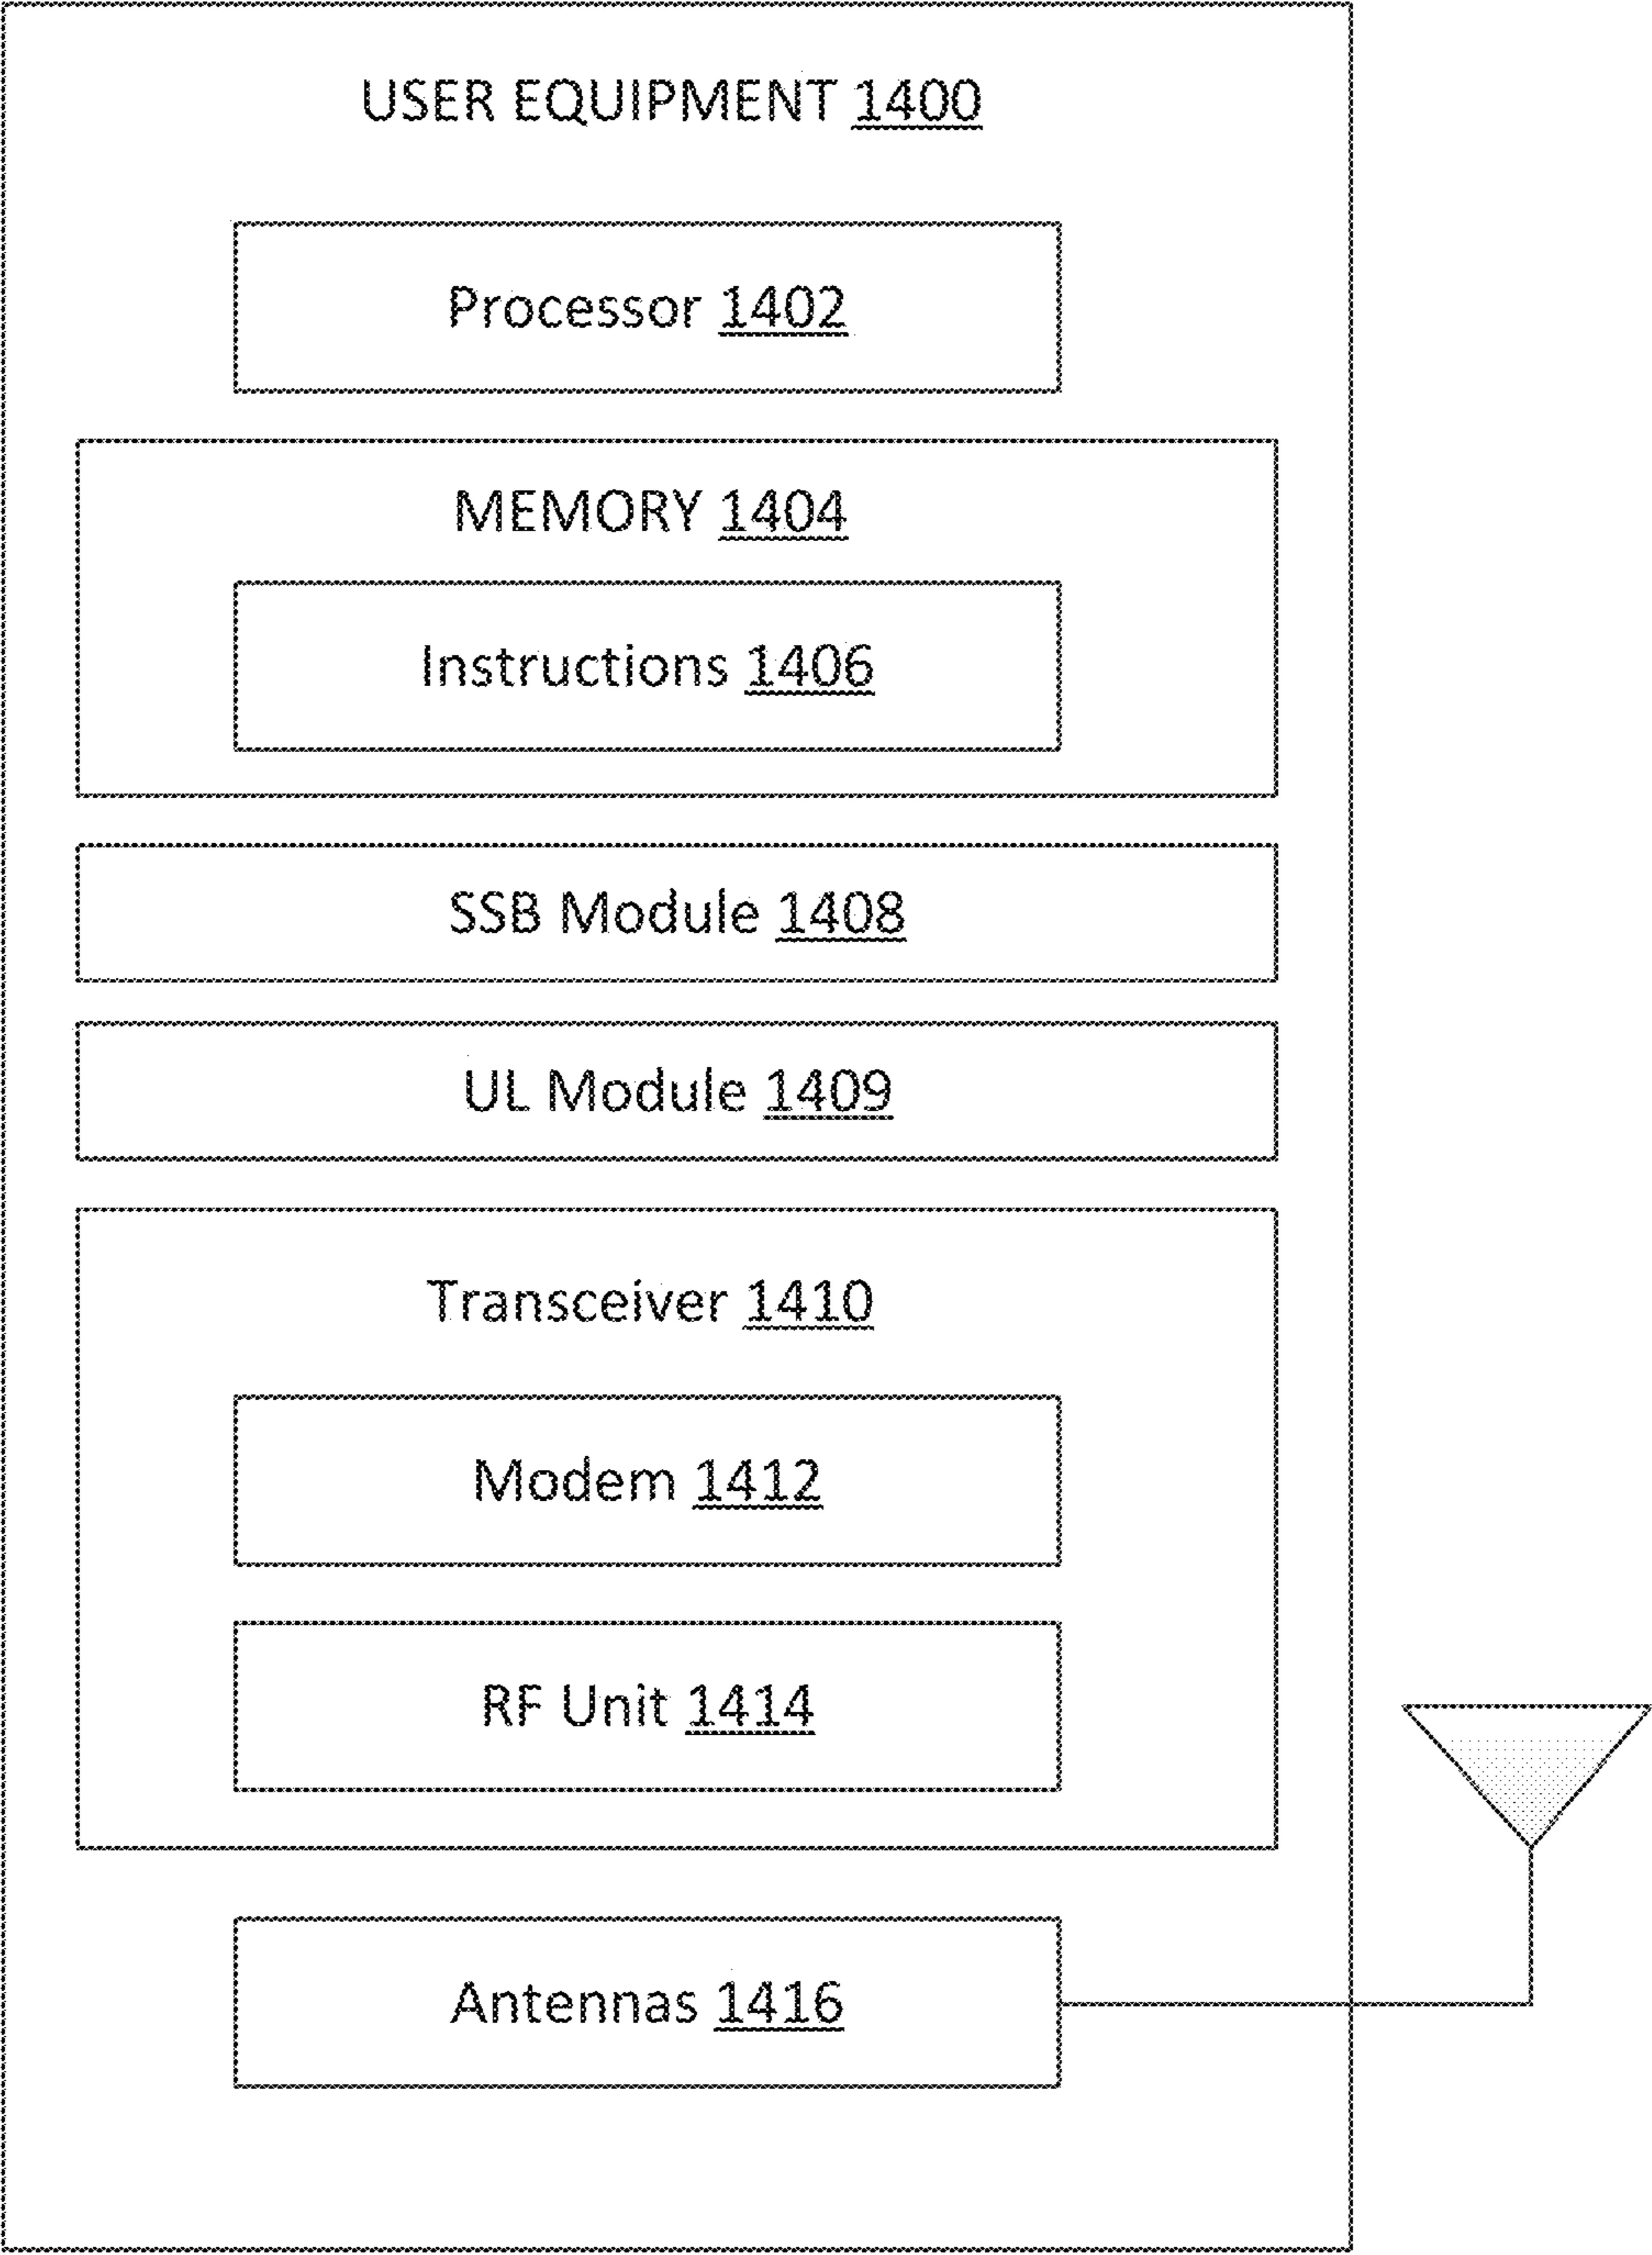 USER EQUIPMENT 1400
Processor 1402
MEMORY 1404
Instructions 1406
SSB Module 1408
UL Module 1409
Transceiver 1410
Modem 1412
RF Unit 1414
Antennas 1416